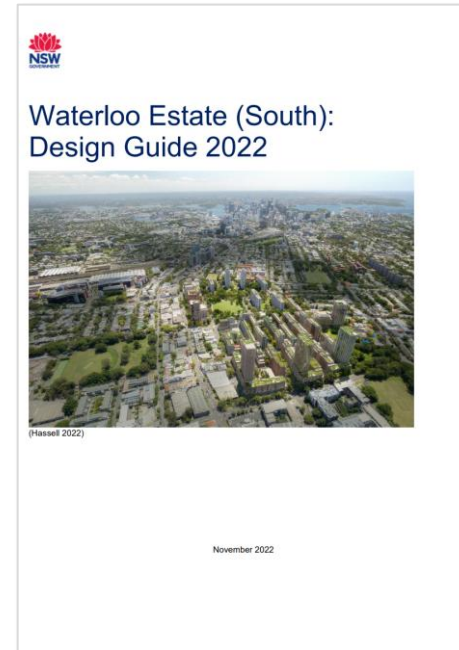 NSW
GOVERNMENT
Waterloo Estate (South):
Design Guide 2022
(Hassell 2022)
November 2022